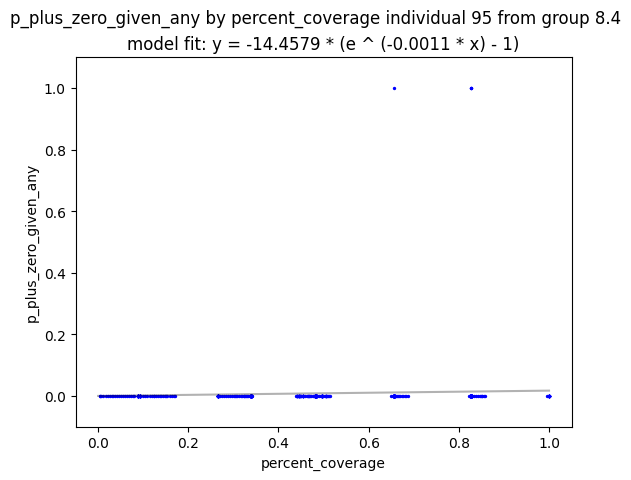 p_plus_zero_given_any by percent_coverage individual 95 from group 8.4
model fit: y = -14.4579 * (e ^ (-0.0011 * x) - 1)
1.0
0.8
0.6
0.4
0.2
0.0
p_plus_zero_given_any
0.0 0.2 0.4 0.6 0.8 1.0
percent_coverage